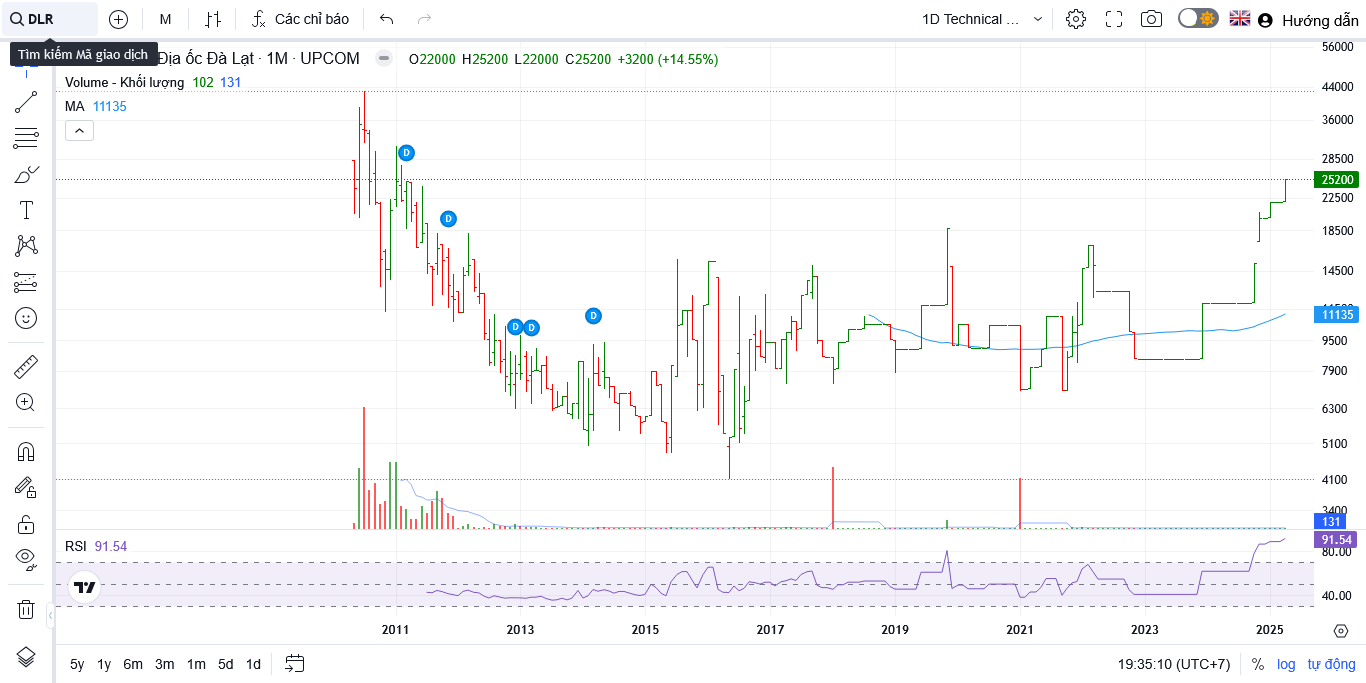 DLR M Các chỉ báo 1D Technical ... Hướng dẫn
Tìm kiếm Mã giao dịch
Địa ốc Đà Lạt · 1M · UPCOM O22000 H25200 L22000 C25200 +3200 (+14.55%)
Volume - Khối lượng 102 131
MA 11135
56000
44000
36000
28500
25200
22500
18500
14500
11135
9500
7900
6300
5100
4100
3400
131
D
D
D D
D
RSI 91.54
91.54
80.00
40.00
2011 2013 2015 2017 2019 2021 2023 2025
5y 1y 6m 3m 1m 5d 1d 19:35:10 (UTC+7) % log tự động